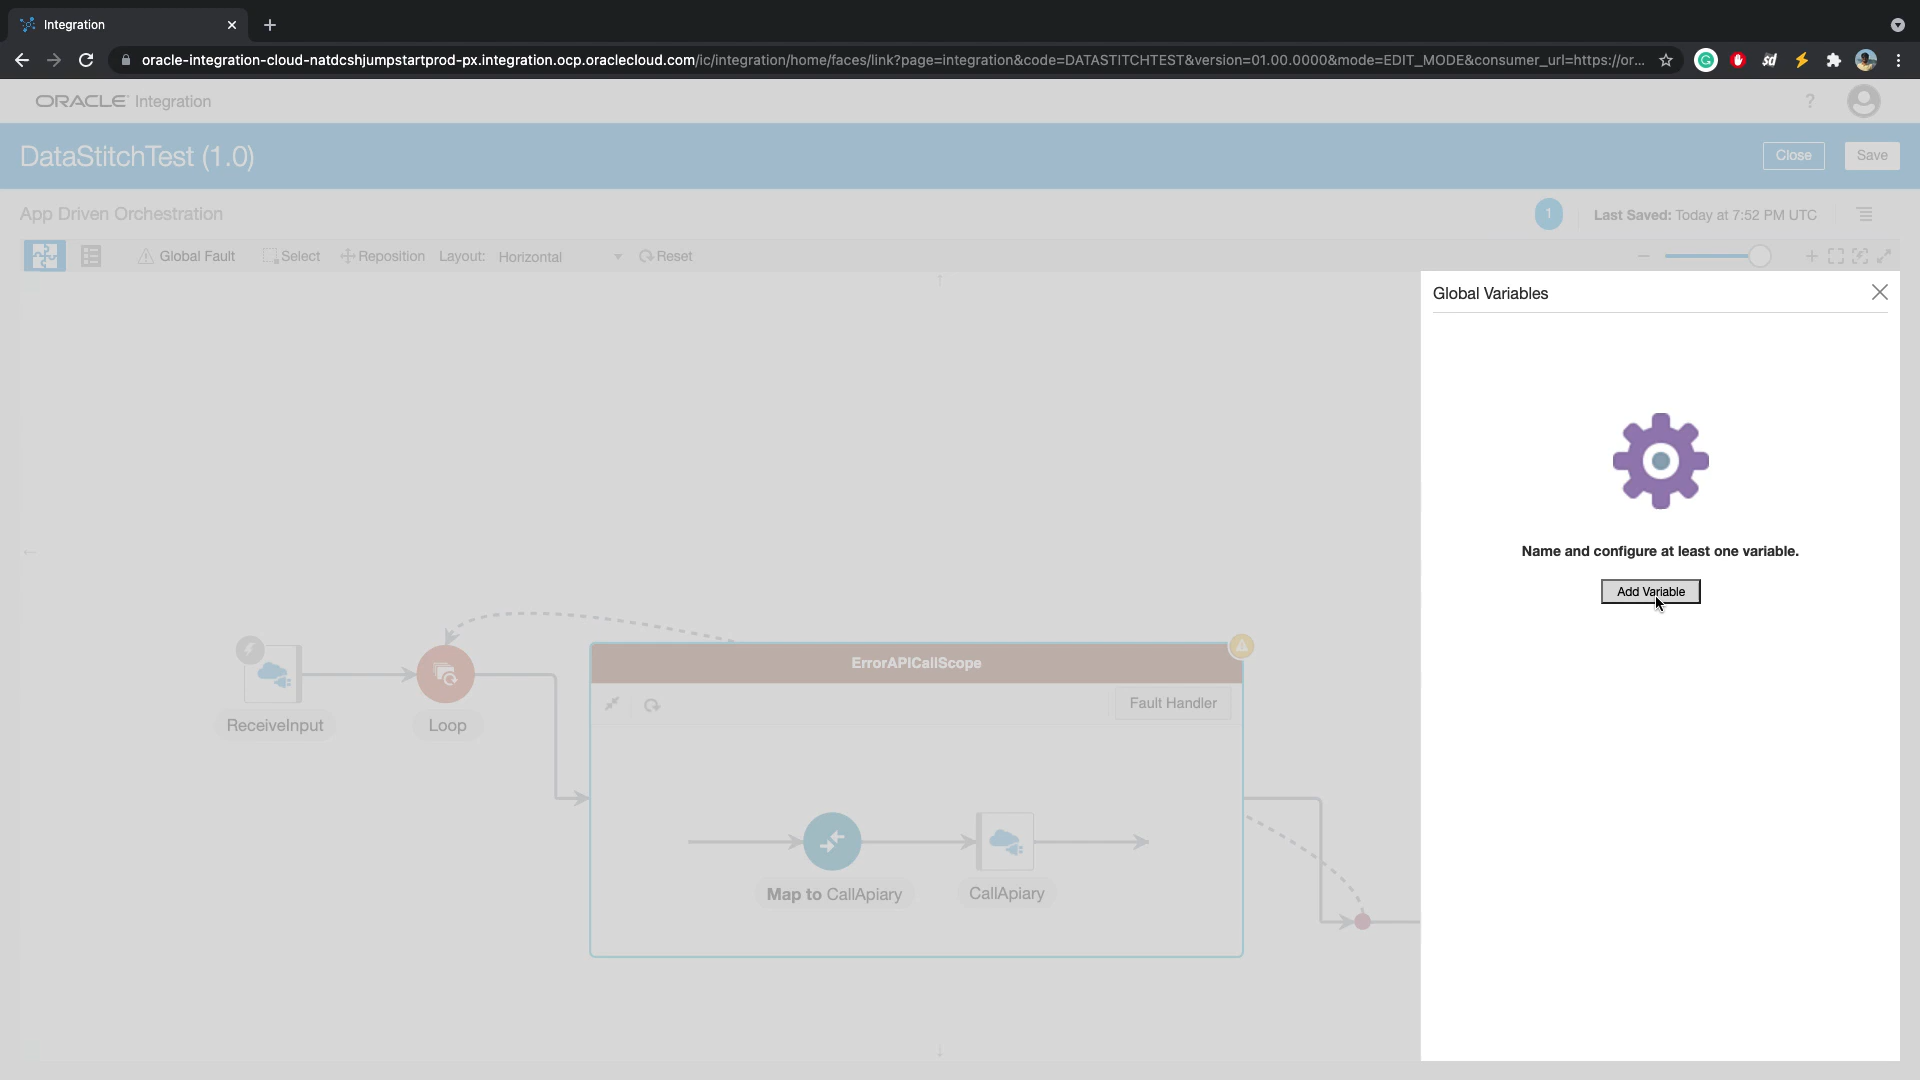 Integration
oracle-integration-cloud-natdcshjumpstartprod-px.integration.ocp.oraclecloud.com/ic/integration/home/faces/link?page=integration&code=DATASTITCHTEST&version=01.00.0000&mode=EDIT_MODE&consumer_url=https://or...
ORACLE Integration
?
DataStitchTest (1.0)
Close
Save
App Driven Orchestration
1
Last Saved: Today at 7:52 PM UTC
Global Fault
Select
Reposition
Layout:
Horizontal
Reset
Global Variables
Name and configure at least one variable.
Add Variable
ErrorAPICallScope
Fault Handler
ReceiveInput
Loop
Map to CallApiary
CallApiary